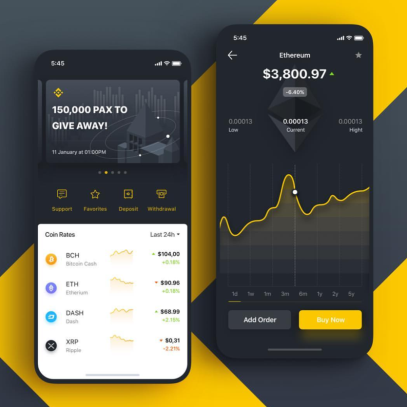 5:45
150,000 PAX TO
GIVE AWAY!
11 January at 01:00PM
Support Favorites Deposit Withdrawal
Coin Rates Last 24h
BCH $104,00
Bitcoin Cash +0.18%
ETH $90.96
Etherium +0.19%
DASH $68.99
Dash +2.15%
XRP $0,31
Ripple -2.21%
5:45
Ethereum
$3,800.97
-6.40%
0.00013 0.00013 0.00013
Low Current Hight
1d 1w 1m 3m 6m 1y 2y 5y
Add Order Buy Now